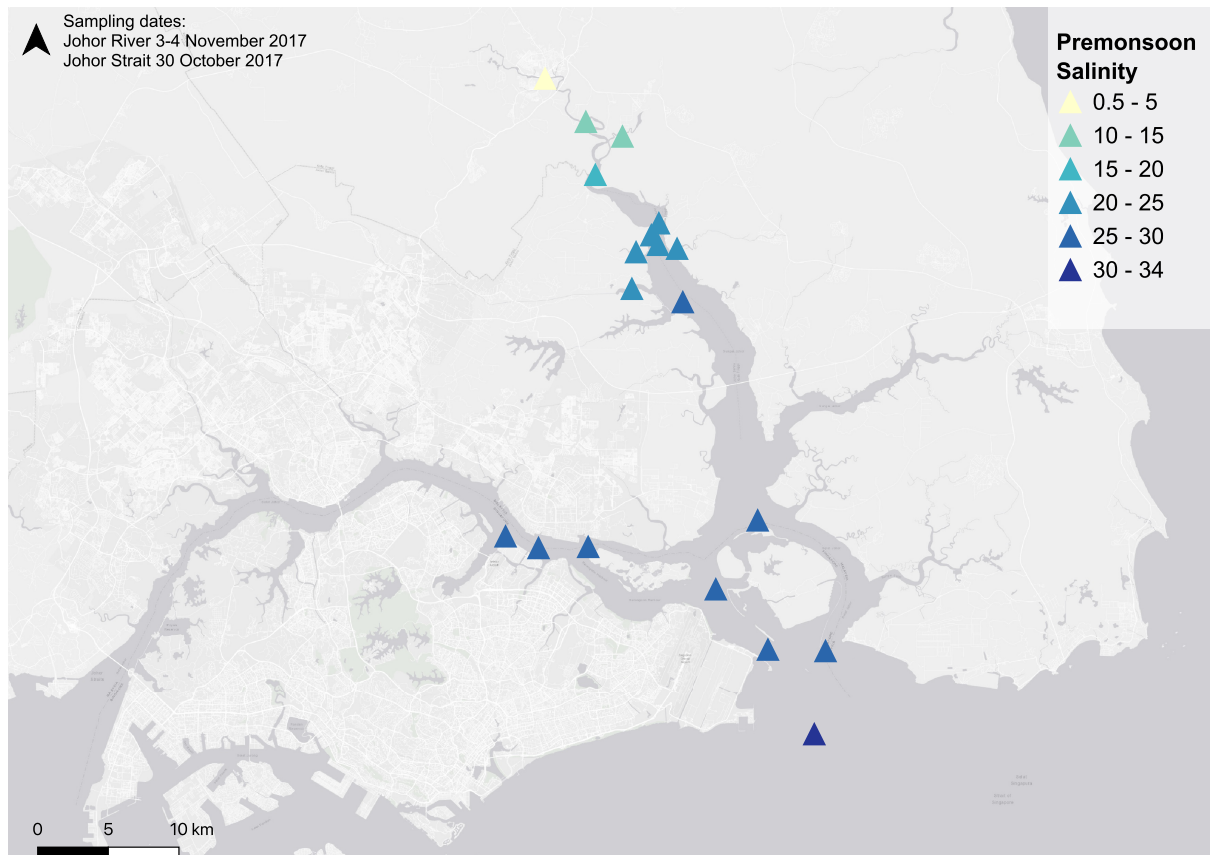 Sampling dates:
Johor River 3-4 November 2017
Johor Strait 30 October 2017
Premonsoon
Salinity
0.5 - 5
10 - 15
15 - 20
20 - 25
25 - 30
30 - 34
0 5 10 km